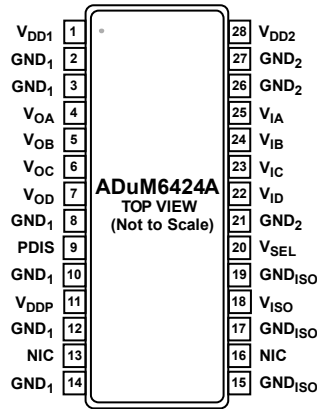 VDD1 1 28 VDD2
GND1 2 27 GND2
GND1 3 26 GND2
VOA 4 25 VIA
VOB 5 24 VIB
VOC 6 23 VIC
VOD 7 22 VID
GND1 8 21 GND2
PDIS 9 20 VSEL
GND1 10 19 GNDISO
VDDP 11 18 VISO
GND1 12 17 GNDISO
NIC 13 16 NIC
GND1 14 15 GNDISO
ADuM6424A
TOP VIEW
(Not to Scale)